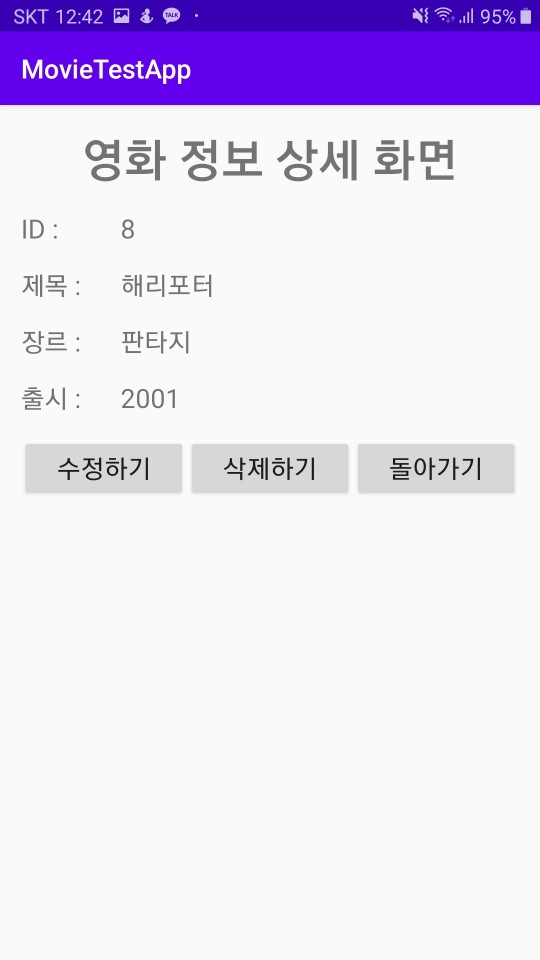 SKT 12:42 TALK 95%
MovieTestApp
영화 정보 상세 화면
ID : 8
제목 : 해리포터
장르 : 판타지
출시 : 2001
수정하기 삭제하기 돌아가기